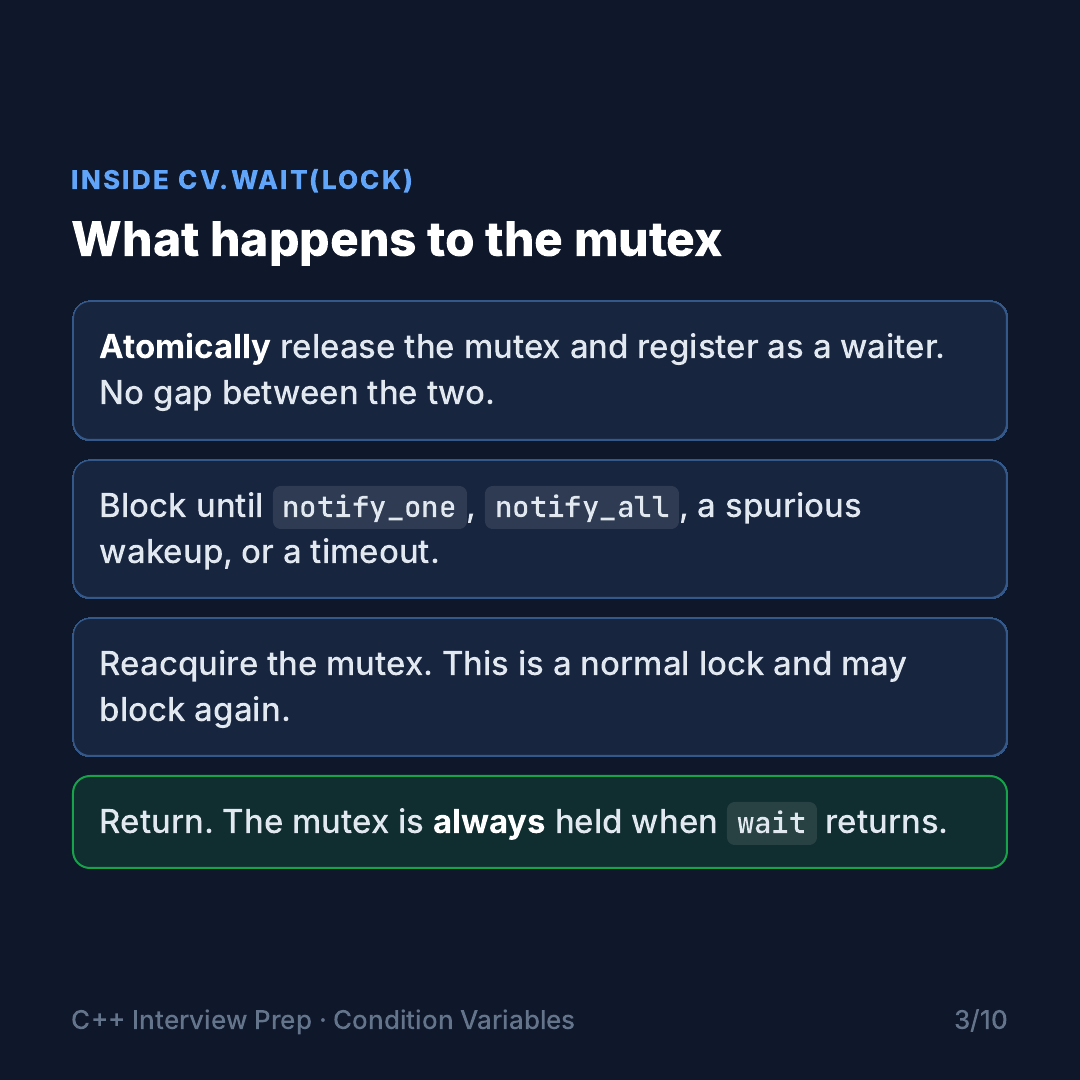 INSIDE CV.WAIT(LOCK)
What happens to the mutex
Atomically release the mutex and register as a waiter.
No gap between the two.
Block until notify_one, notify_all, a spurious
wakeup, or a timeout.
Reacquire the mutex. This is a normal lock and may
block again.
Return. The mutex is always held when wait returns.
C++ Interview Prep · Condition Variables
3/10